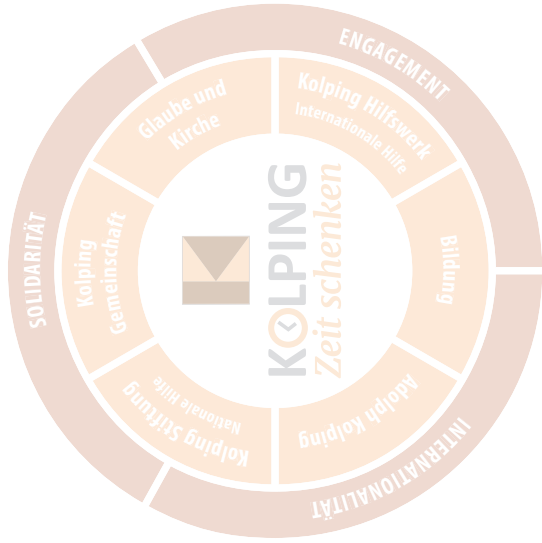 ENGAGEMENT
Kolping Hilfswerk
Internationale Hilfe
Bildung
Adolph Kolping
INTERNATIONALITÄT
Kolping Stiftung
Nationale Hilfe
Kolping
Gemeinschaft
SOLIDARITÄT
Glaube und
Kirche
KOLPING
Zeit schenken